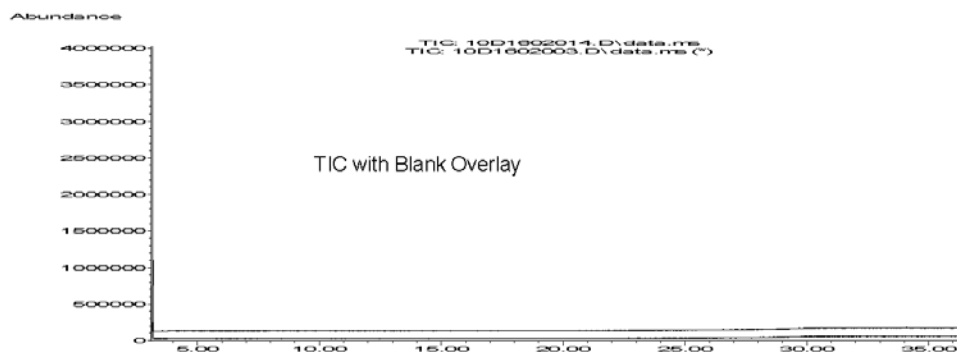 Abundance
TIC: 10D1602014.D\data.ms
TIC: 10D1602003.D\data.ms (*)
4000000
3500000
3000000
TIC with Blank Overlay
2500000
2000000
1500000
1000000
500000
0
5.00 10.00 15.00 20.00 25.00 30.00 35.00